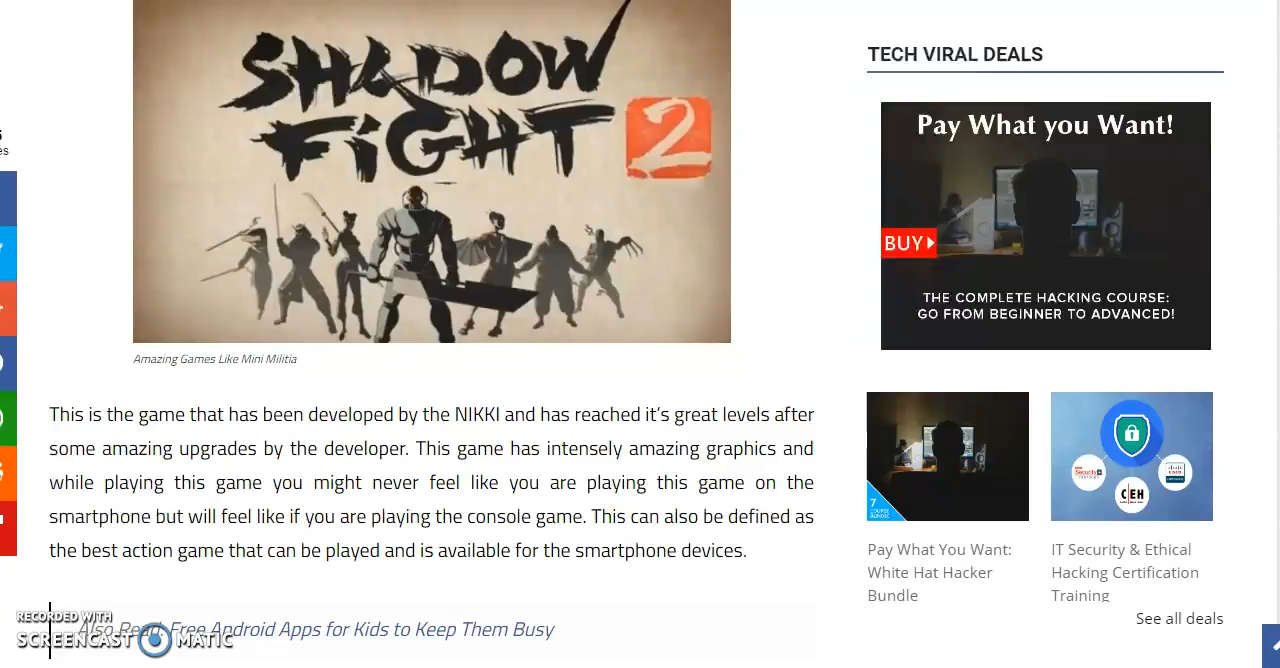 SHADOW
FIGHT 2
Amazing Games Like Mini Militia
This is the game that has been developed by the NIKKI and has reached it’s great levels after
some amazing upgrades by the developer. This game has intensely amazing graphics and
while playing this game you might ever feel like you are playing this game on the
smartphone but will feel like if you are playing the console game. This can also be defined as
the best action game that can be played and is available for the smartphone devices.
Also Read: Free Android Apps for Kids to Keep Them Busy
RECORDED WITH
SCREENCAST MATIC
TECH VIRAL DEALS
Pay What you Want!
BUY
THE COMPLETE HACKING COURSE:
GO FROM BEGINNER TO ADVANCED!
7
COURSE
BUNDLE
Pay What You Want:
White Hat Hacker
Bundle
Security+
CISCO
CEH
IT Security & Ethical
Hacking Certification
Training
See all deals